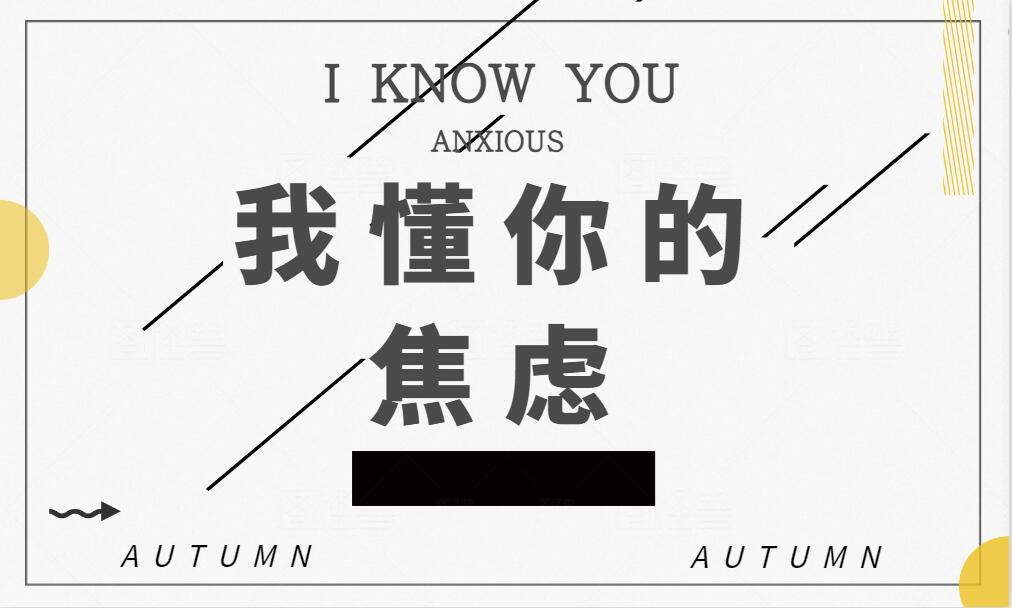 I KNOW YOU
ANXIOUS
我懂你的
焦虑
AUTUMN
AUTUMN